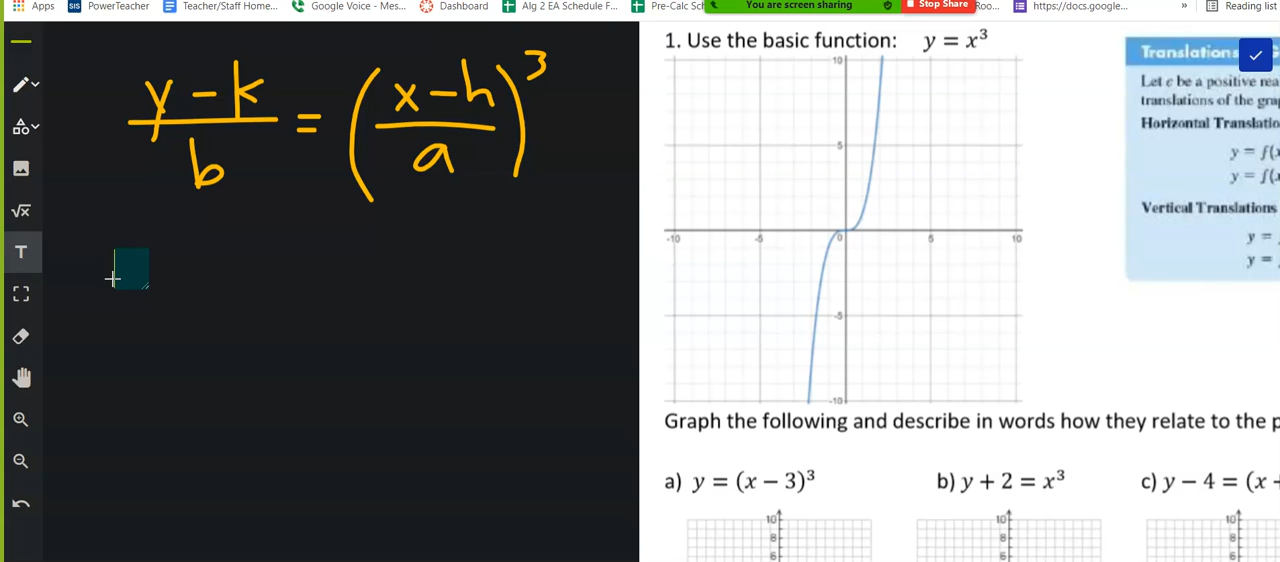 Apps PowerTeacher Teacher/Staff Home... Google Voice - Mes... Dashboard Alg 2 EA Schedule F... Pre-Calc Sch You are screen sharing Stop Share Roo... https://docs.google... » Reading list
y - k / b = ( x - h / a )³
T
1. Use the basic function: y = x³
10
5
-10 -5 0 5 10
-5
-10
Translations
Let c be a positive rea
translations of the grap
Horizontal Translatio
y = f(x
y = f(x
Vertical Translations
y =
y =
Graph the following and describe in words how they relate to the p
a) y = (x − 3)³ b) y + 2 = x³ c) y − 4 = (x +
10 10 10
8 8 8
6 6 6